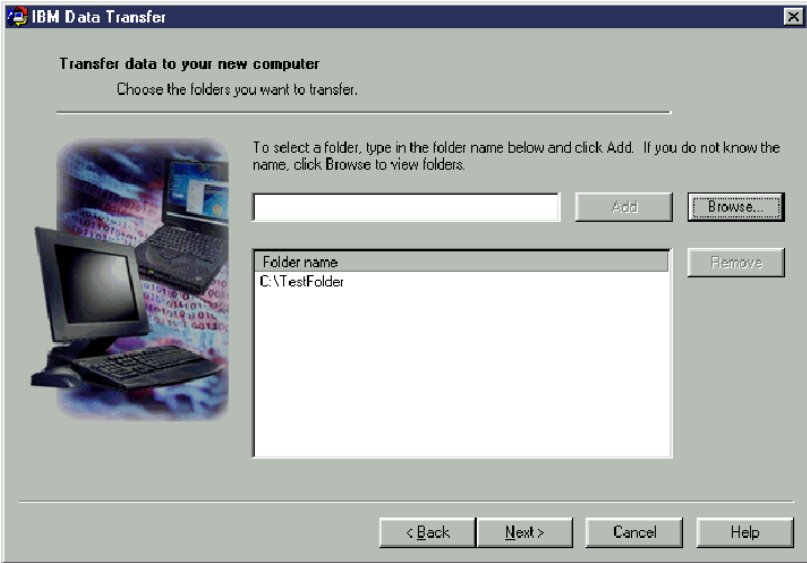 IBM Data Transfer
Transfer data to your new computer
Choose the folders you want to transfer.
To select a folder, type in the folder name below and click Add. If you do not know the
name, click Browse to view folders.
Add
Browse...
Folder name
Remove
C:\TestFolder
< Back
Next >
Cancel
Help